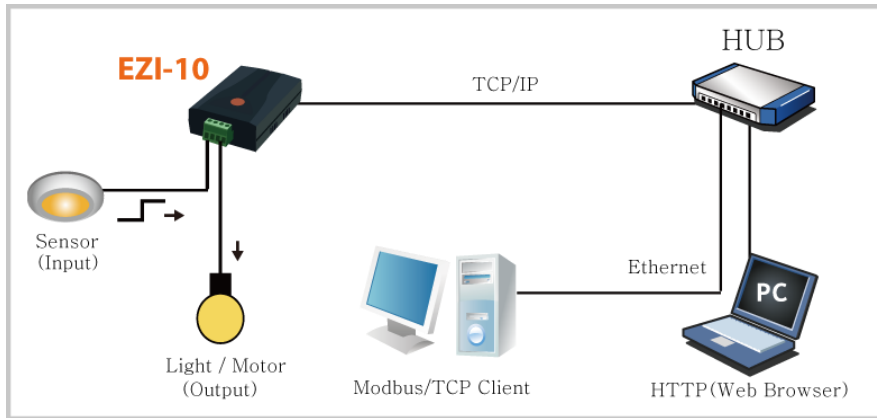 HUB
EZI-10
TCP/IP
Sensor
(Input)
Ethernet
PC
Light / Motor
(Output)
Modbus/TCP Client
HTTP(Web Browser)